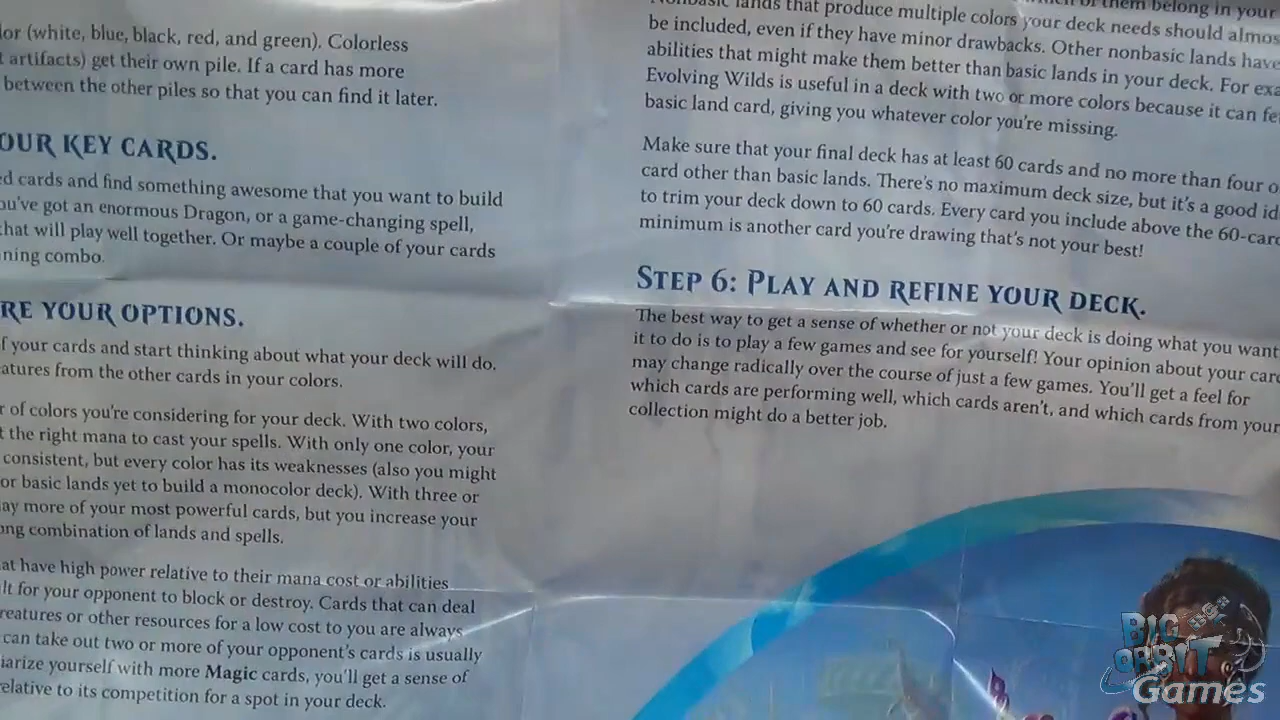 lor (white, blue, black, red, and green). Colorless
t artifacts) get their own pile. If a card has more
between the other piles so that you can find it later.
OUR KEY CARDS.
ed cards and find something awesome that you want to build
ou've got an enormous Dragon, or a game-changing spell,
that will play well together. Or maybe a couple of your cards
ning combo.
RE YOUR OPTIONS.
f your cards and start thinking about what your deck will do.
atures from the other cards in your colors.
r of colors you're considering for your deck. With two colors,
t the right mana to cast your spells. With only one color, your
consistent, but every color has its weaknesses (also you might
or basic lands yet to build a monocolor deck). With three or
ay more of your most powerful cards, but you increase your
ong combination of lands and spells.
at have high power relative to their mana cost or abilities
lt for your opponent to block or destroy. Cards that can deal
reatures or other resources for a low cost to you are always
can take out two or more of your opponent's cards is usually
iarize yourself with more Magic cards, you'll get a sense of
relative to its competition for a spot in your deck.
of them belong in your
Nonbasic lands that produce multiple colors your deck needs should almos
be included, even if they have minor drawbacks. Other nonbasic lands have
abilities that might make them better than basic lands in your deck. For exa
Evolving Wilds is useful in a deck with two or more colors because it can fe
basic land card, giving you whatever color you're missing.
Make sure that your final deck has at least 60 cards and no more than four o
card other than basic lands. There's no maximum deck size, but it's a good id
to trim your deck down to 60 cards. Every card you include above the 60-card
minimum is another card you're drawing that's not your best!
STEP 6: PLAY AND REFINE YOUR DECK.
The best way to get a sense of whether or not your deck is doing what you want
it to do is to play a few games and see for yourself! Your opinion about your card
may change radically over the course of just a few games. You'll get a feel for
which cards are performing well, which cards aren't, and which cards from your
collection might do a better job.
BIG
ORBIT
Games